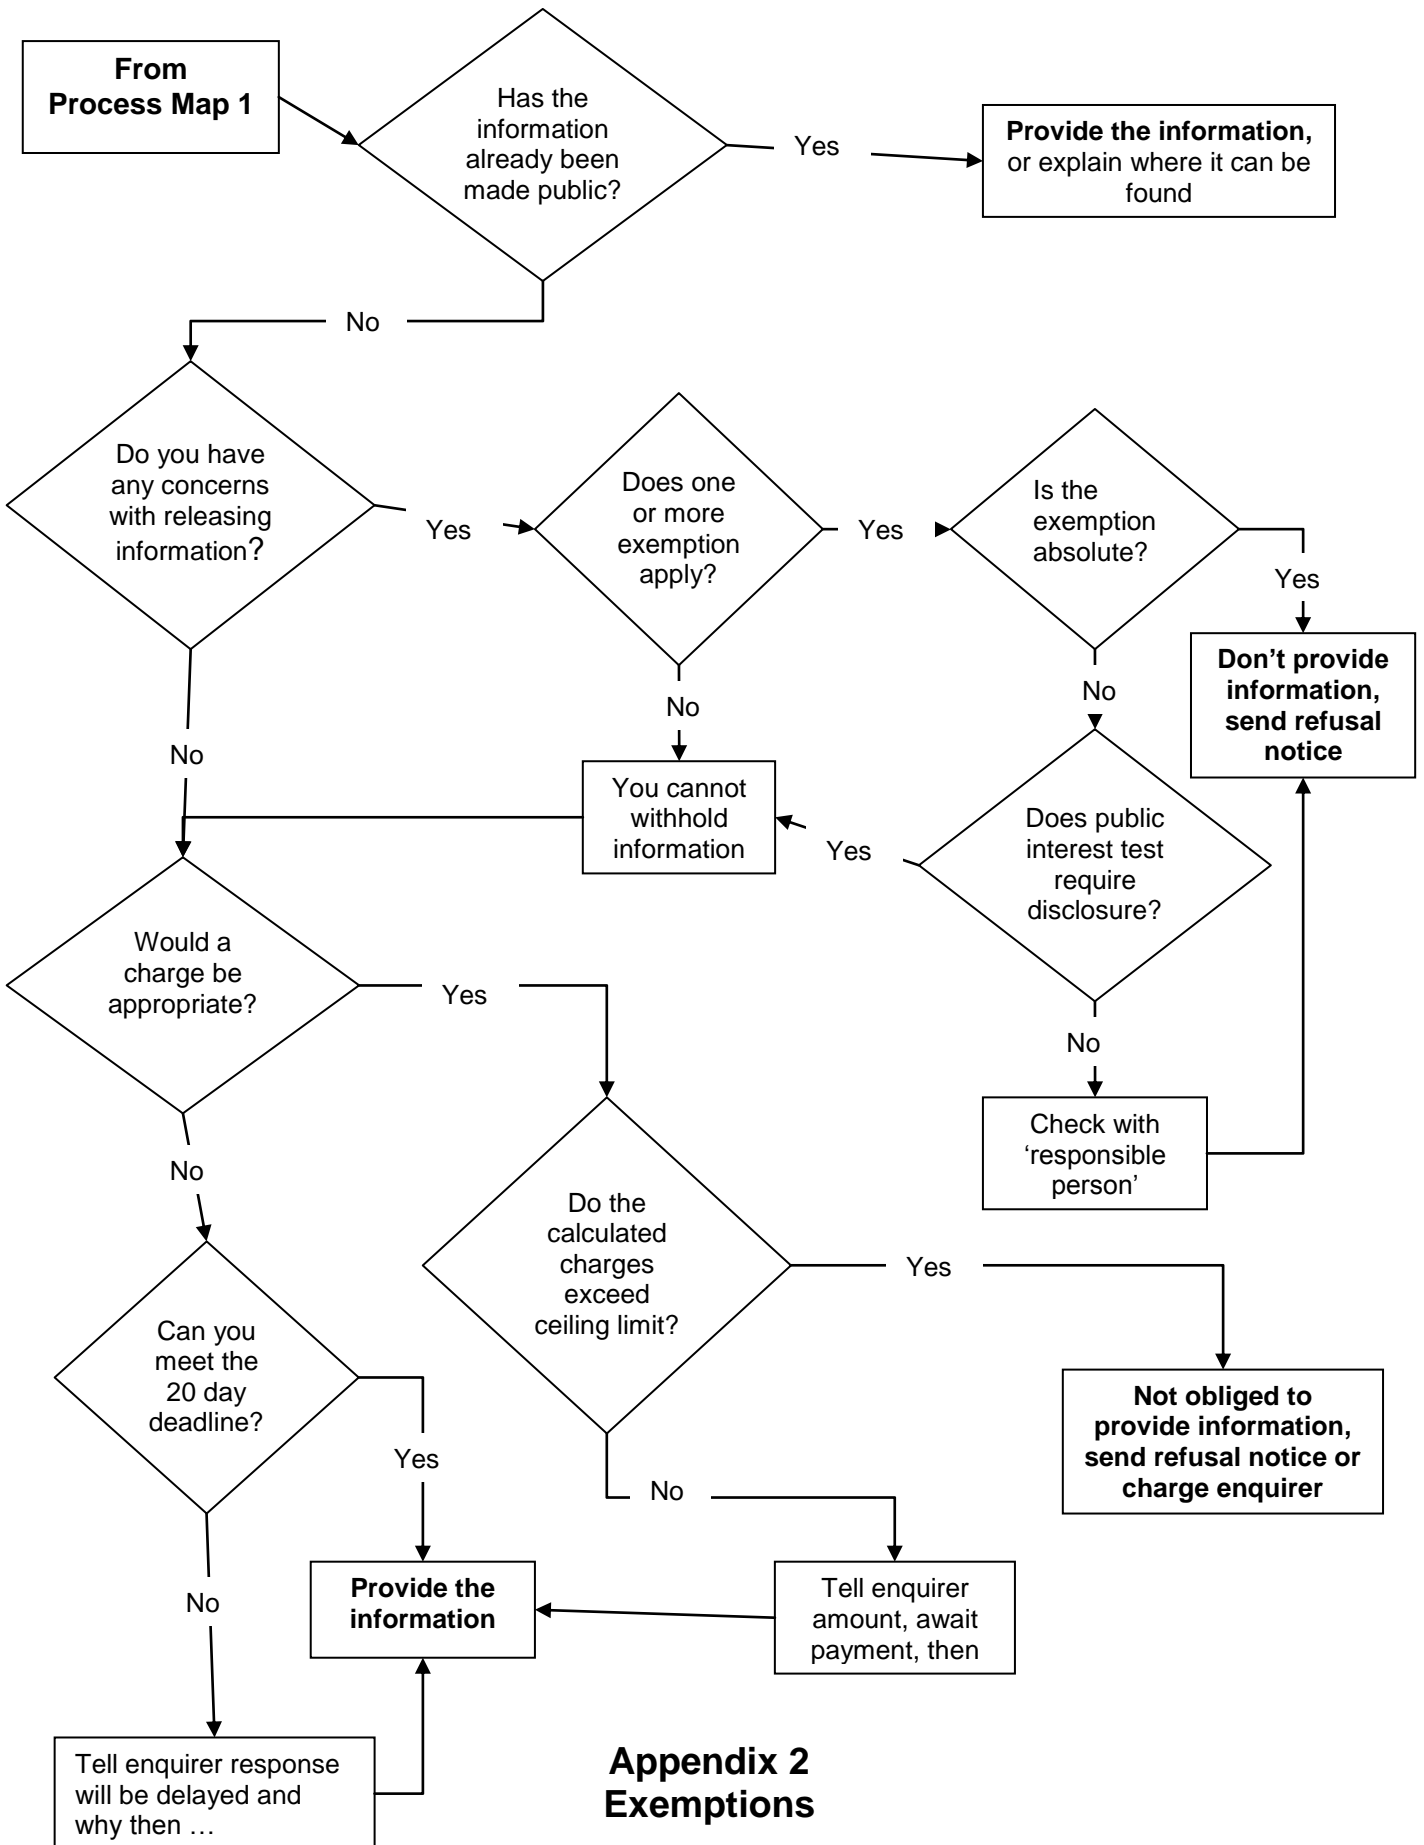 From
Process Map 1
Has the
information
already been
made public?
Yes
Provide the information,
or explain where it can be
found
No
Do you have
any concerns
with releasing
information?
Yes
Does one
or more
exemption
apply?
Yes
Is the
exemption
absolute?
Yes
No
No
No
Don’t provide
information,
send refusal
notice
You cannot
withhold
information
Yes
Does public
interest test
require
disclosure?
Would a
charge be
appropriate?
Yes
No
Check with
‘responsible
person’
No
Do the
calculated
charges
exceed
ceiling limit?
Yes
Can you
meet the
20 day
deadline?
Yes
No
Not obliged to
provide information,
send refusal notice or
charge enquirer
No
Provide the
information
Tell enquirer
amount, await
payment, then
Tell enquirer response
will be delayed and
why then …
Appendix 2
Exemptions